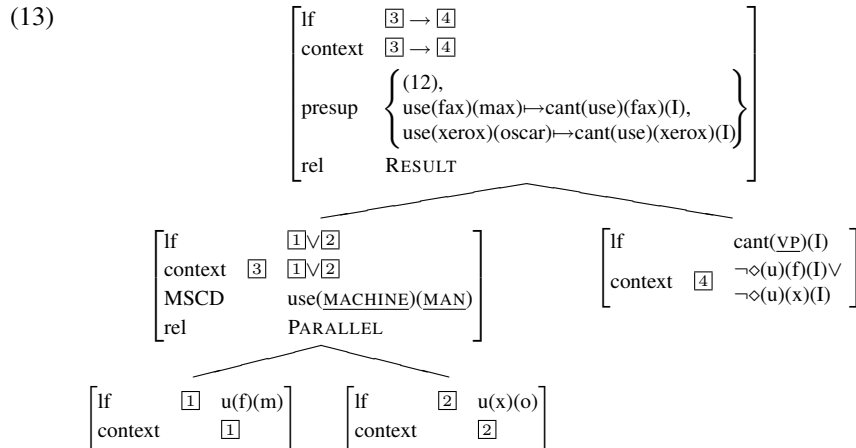 (13)
lf [3] → [4]
context [3] → [4]
presup {(12),
use(fax)(max)↦cant(use)(fax)(I),
use(xerox)(oscar)↦cant(use)(xerox)(I)}
rel RESULT
lf [1]∨[2]
context [3] [1]∨[2]
MSCD use(MACHINE)(MAN)
rel PARALLEL
lf cant(VP)(I)
context [4] ¬⋄(u)(f)(I)∨
¬⋄(u)(x)(I)
lf [1] u(f)(m)
context [1]
lf [2] u(x)(o)
context [2]